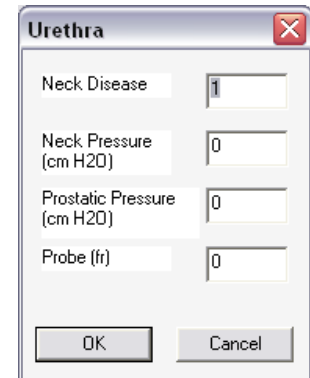 Urethra
Neck Disease 1
Neck Pressure 0
(cm H2O)
Prostatic Pressure 0
(cm H2O)
Probe (fr) 0
OK Cancel